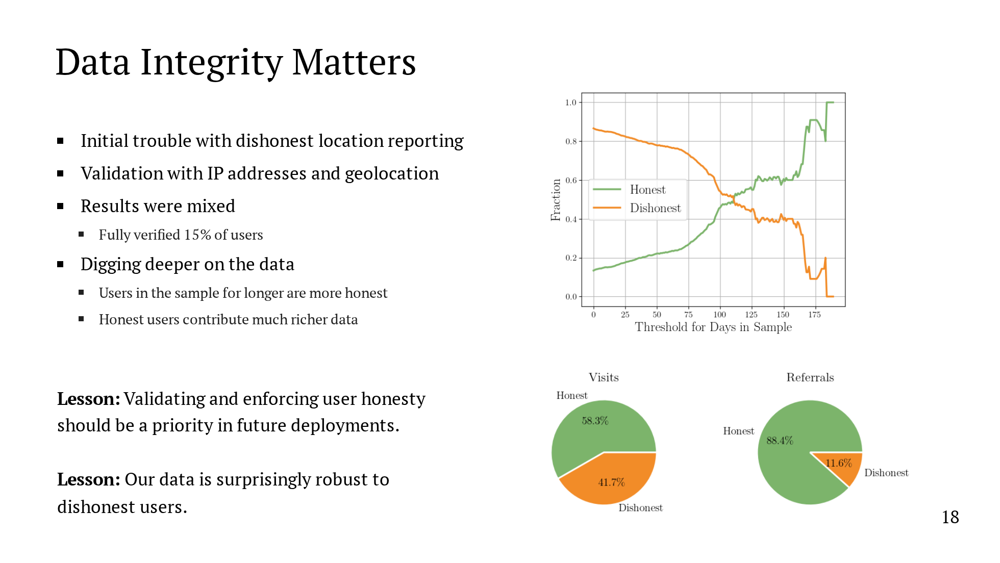 Data Integrity Matters
Initial trouble with dishonest location reporting
Validation with IP addresses and geolocation
Results were mixed
Fully verified 15% of users
Digging deeper on the data
Users in the sample for longer are more honest
Honest users contribute much richer data
Lesson: Validating and enforcing user honesty
should be a priority in future deployments.
Lesson: Our data is surprisingly robust to
dishonest users.
1.0
0.8
0.6
0.4
0.2
0.0
Fraction
Honest
Dishonest
0 25 50 75 100 125 150 175
Threshold for Days in Sample
Visits
Honest
58.3%
41.7%
Dishonest
Referrals
Honest
88.4%
11.6%
Dishonest
18